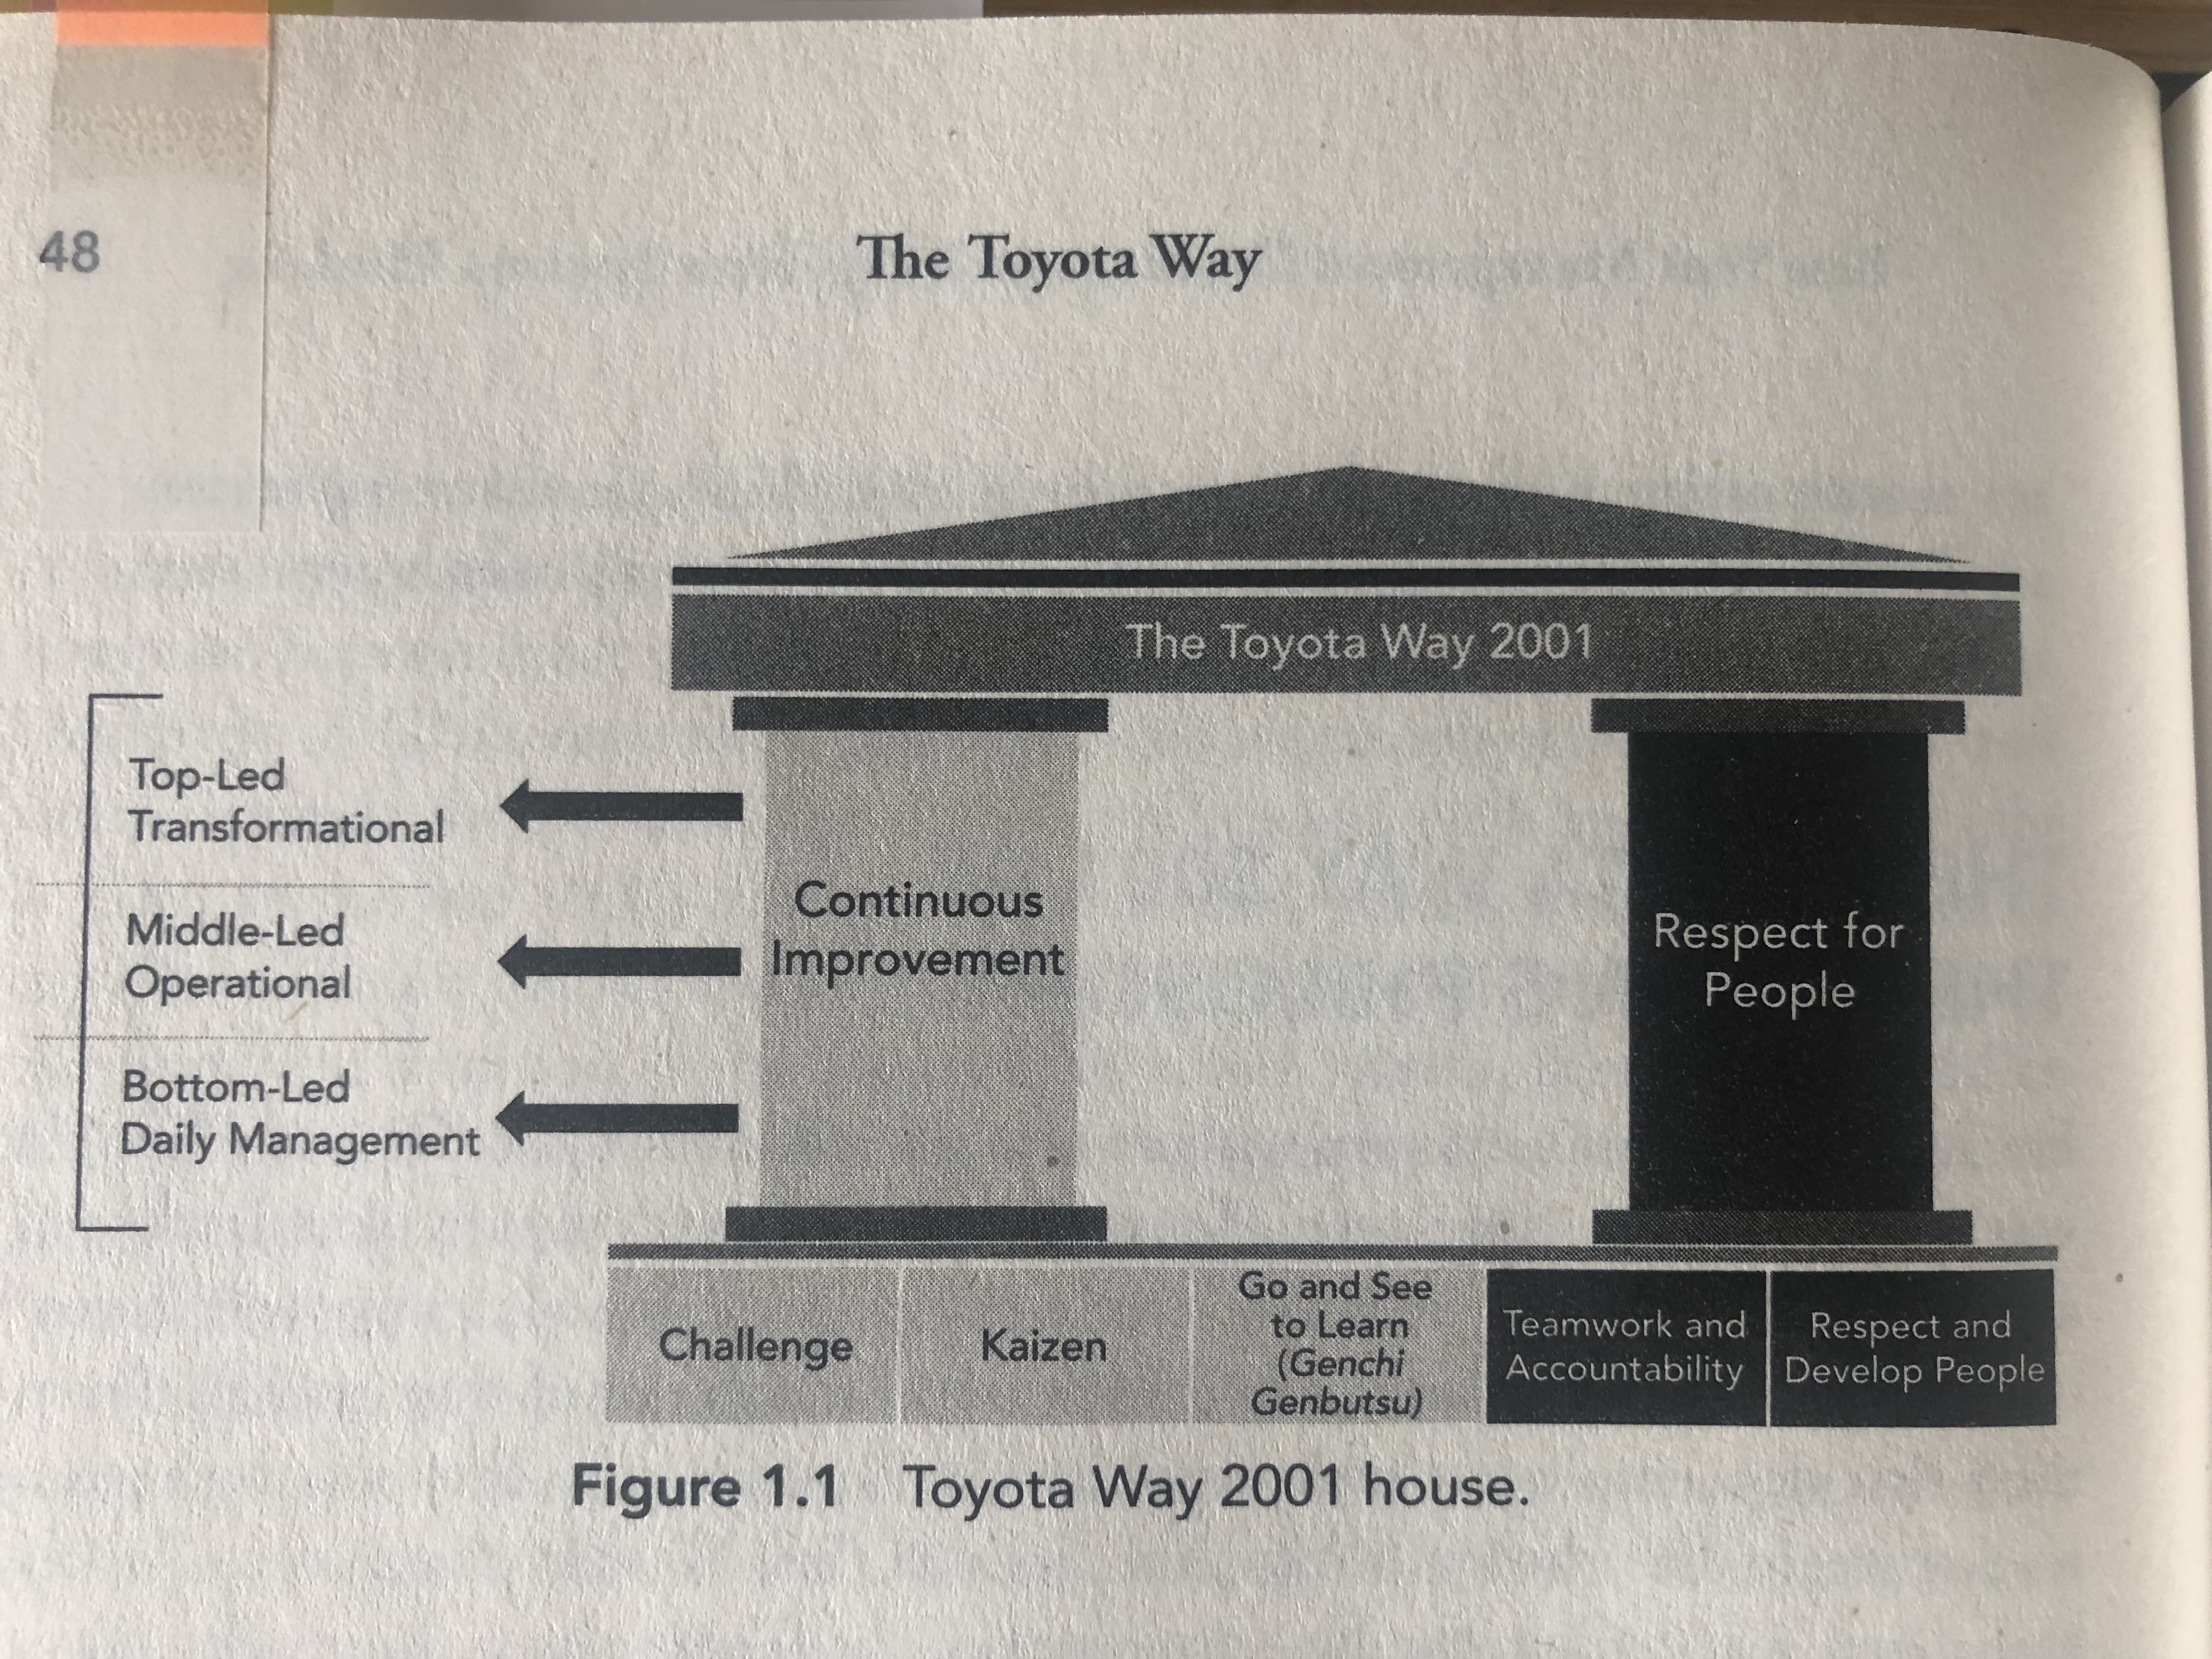 48
The Toyota Way
The Toyota Way 2001
Top-Led
Transformational
Middle-Led
Operational
Bottom-Led
Daily Management
Continuous
Improvement
Respect for
People
Challenge
Kaizen
Go and See
to Learn
(Genchi
Genbutsu)
Teamwork and
Accountability
Respect and
Develop People
Figure 1.1 Toyota Way 2001 house.